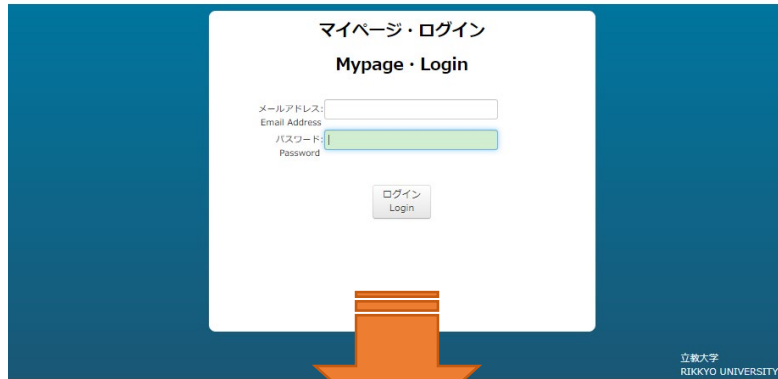 マイページ・ログイン
Mypage・Login
メールアドレス:
Email Address
パスワード:
Password
ログイン
Login
立教大学
RIKKYO UNIVERSITY